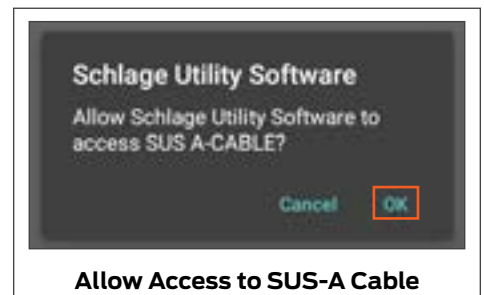 Schlage Utility Software
Allow Schlage Utility Software to
access SUS A-CABLE?
Cancel OK
Allow Access to SUS-A Cable